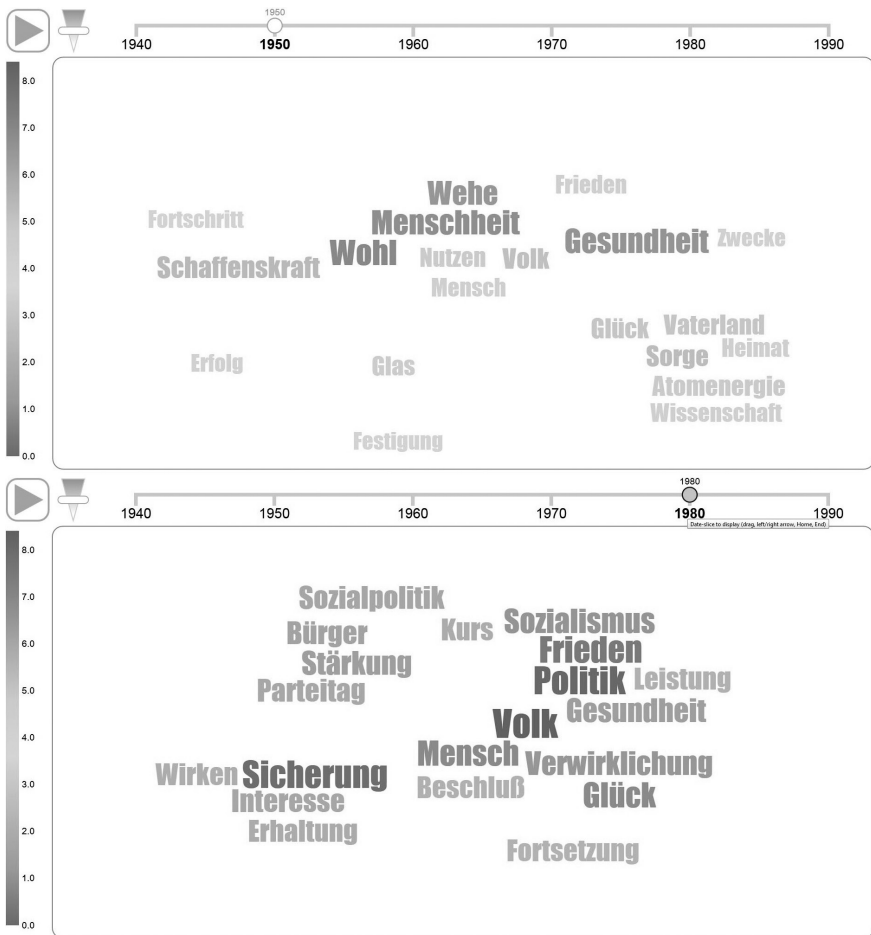 1950
1940 1950 1960 1970 1980 1990
8.0
7.0
6.0
5.0
4.0
3.0
2.0
1.0
0.0
Frieden
Wehe
Fortschritt Menschheit
Gesundheit Zwecke
Wohl Nutzen Volk
Schaffenskraft
Mensch
Glück Vaterland
Sorge Heimat
Erfolg Glas
Atomenergie
Wissenschaft
Festigung
1980
1940 1950 1960 1970 1980 1990
Date-slice to display (drag, left/right arrow, Home, End)
8.0
7.0
6.0
5.0
4.0
3.0
2.0
1.0
0.0
Sozialpolitik
Bürger Kurs Sozialismus
Frieden
Stärkung
Parteitag Politik Leistung
Gesundheit
Volk
Mensch Verwirklichung
Wirken Sicherung
Beschluß Glück
Interesse
Erhaltung
Fortsetzung